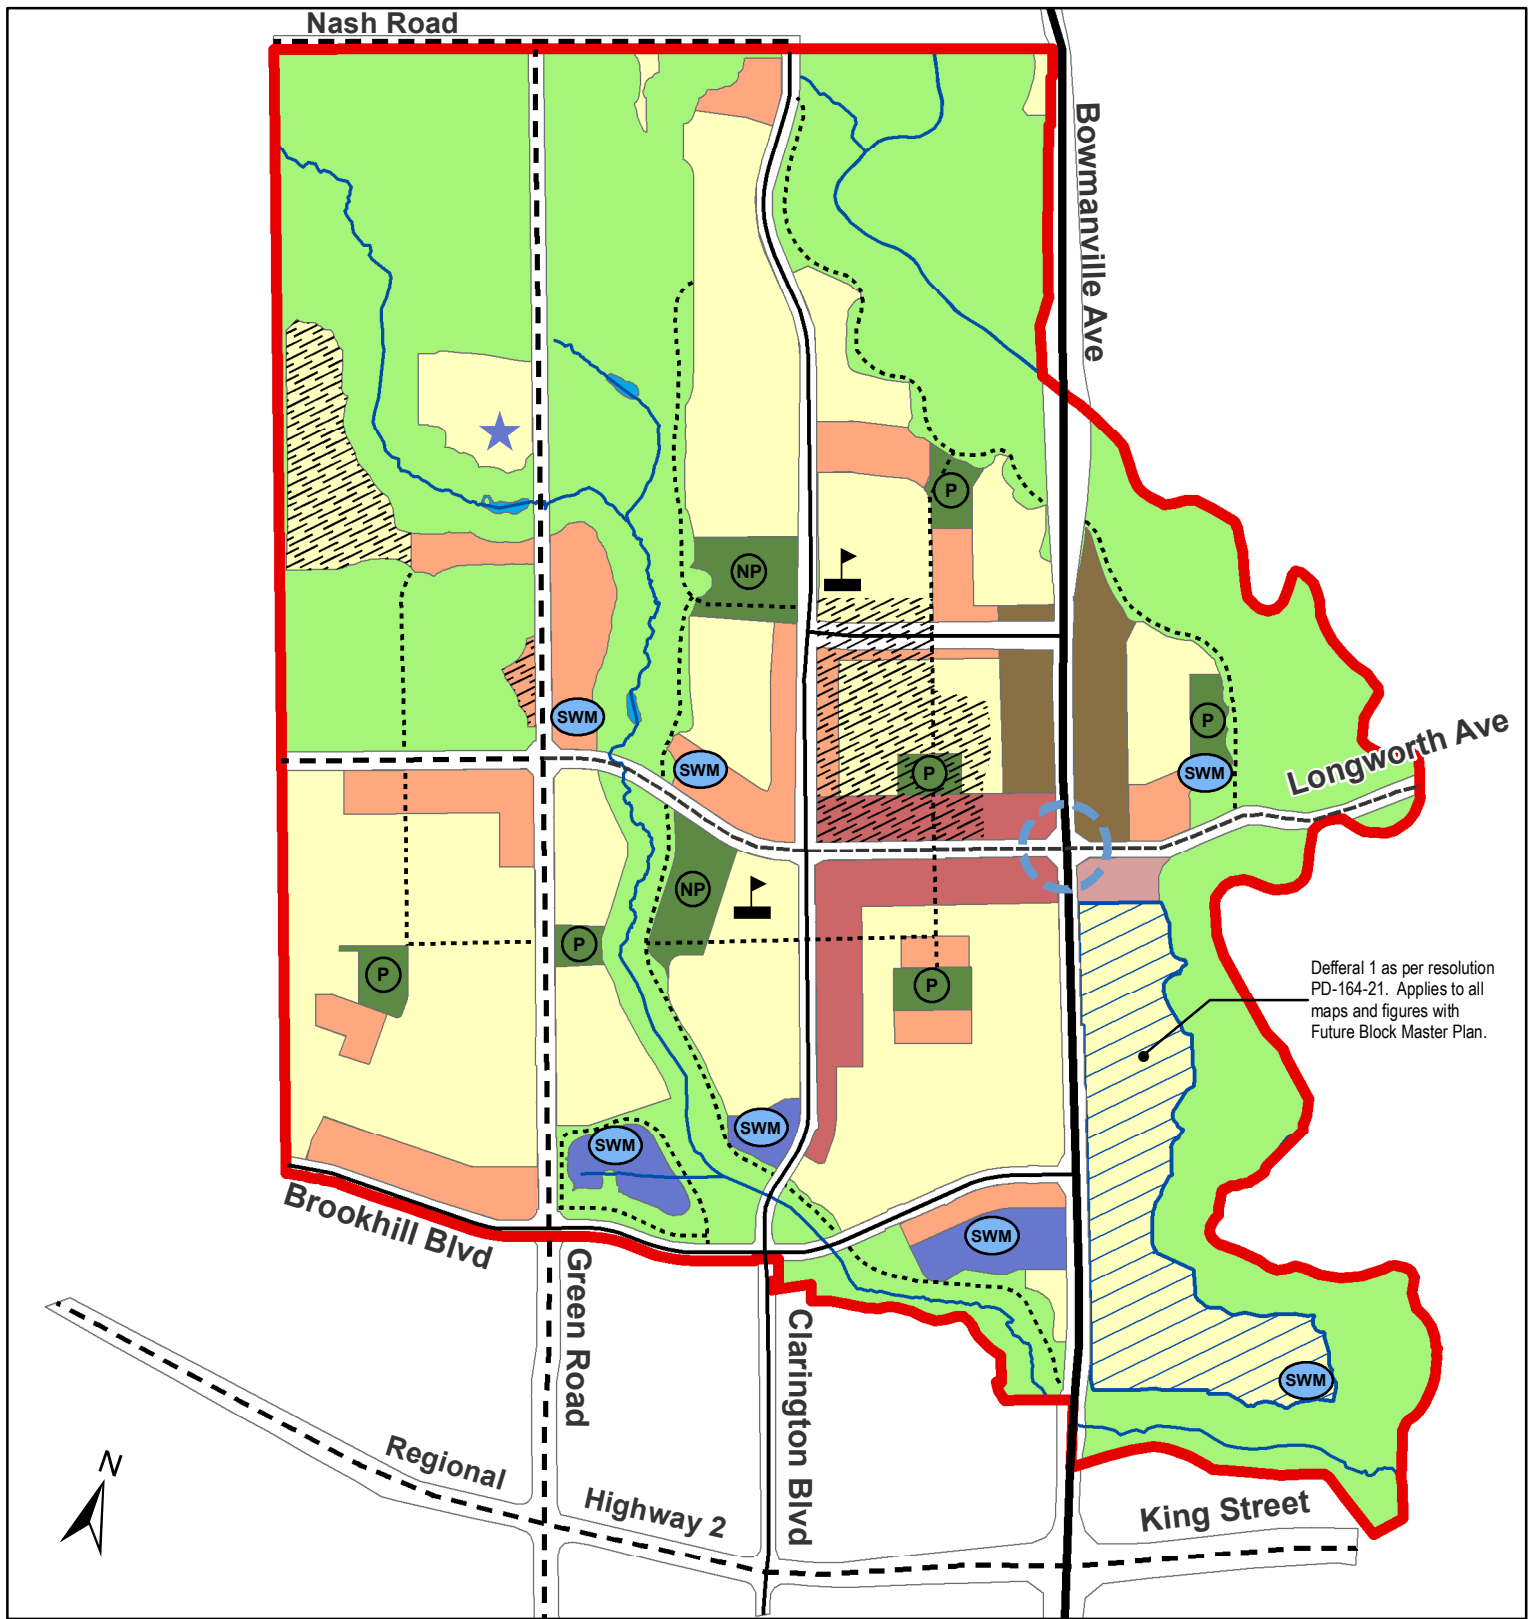 Nash Road
Bowmanville Ave
P
NP
SWM
SWM
P
SWM
P
Longworth Ave
NP
P
P
P
Defferal 1 as per resolution
PD-164-21. Applies to all
maps and figures with
Future Block Master Plan.
SWM
SWM
SWM
Brookhill Blvd
Green Road
Clarington Blvd
SWM
Regional
Highway 2
King Street
N